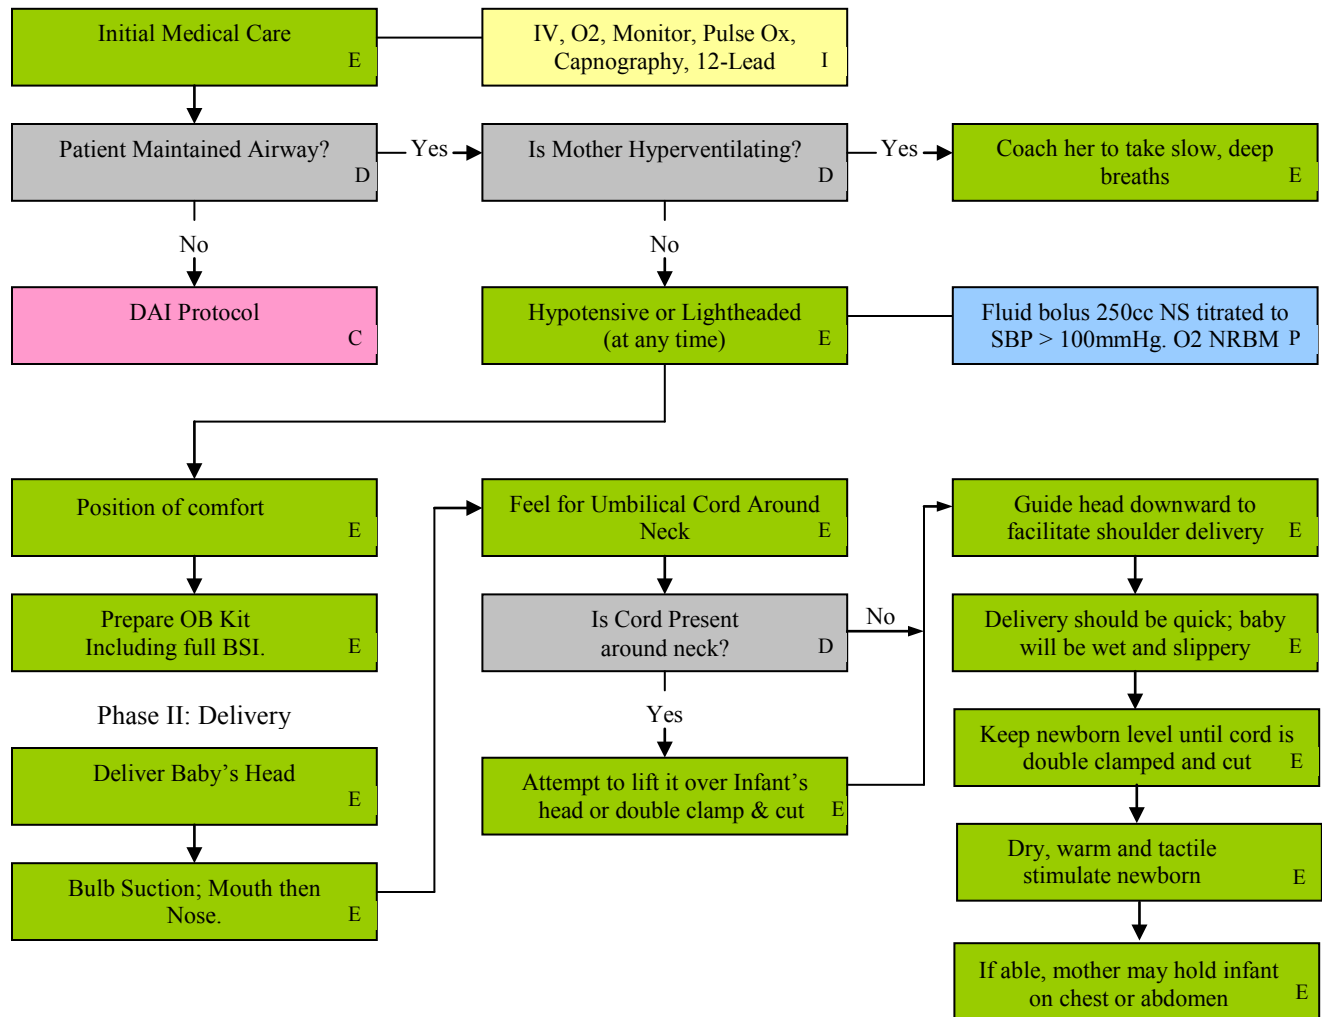 Initial Medical Care
E
IV, O2, Monitor, Pulse Ox,
Capnography, 12-Lead I
Patient Maintained Airway?
D
Yes
Is Mother Hyperventilating?
D
Yes
Coach her to take slow, deep
breaths E
No
No
DAI Protocol
C
Hypotensive or Lightheaded
(at any time) E
Fluid bolus 250cc NS titrated to
SBP > 100mmHg. O2 NRBM P
Position of comfort
E
Prepare OB Kit
Including full BSI. E
Phase II: Delivery
Deliver Baby's Head
E
Bulb Suction; Mouth then
Nose. E
Feel for Umbilical Cord Around
Neck E
Is Cord Present
around neck? D
No
Yes
Attempt to lift it over Infant's
head or double clamp & cut E
Guide head downward to
facilitate shoulder delivery E
Delivery should be quick; baby
will be wet and slippery E
Keep newborn level until cord is
double clamped and cut E
Dry, warm and tactile
stimulate newborn E
If able, mother may hold infant
on chest or abdomen E